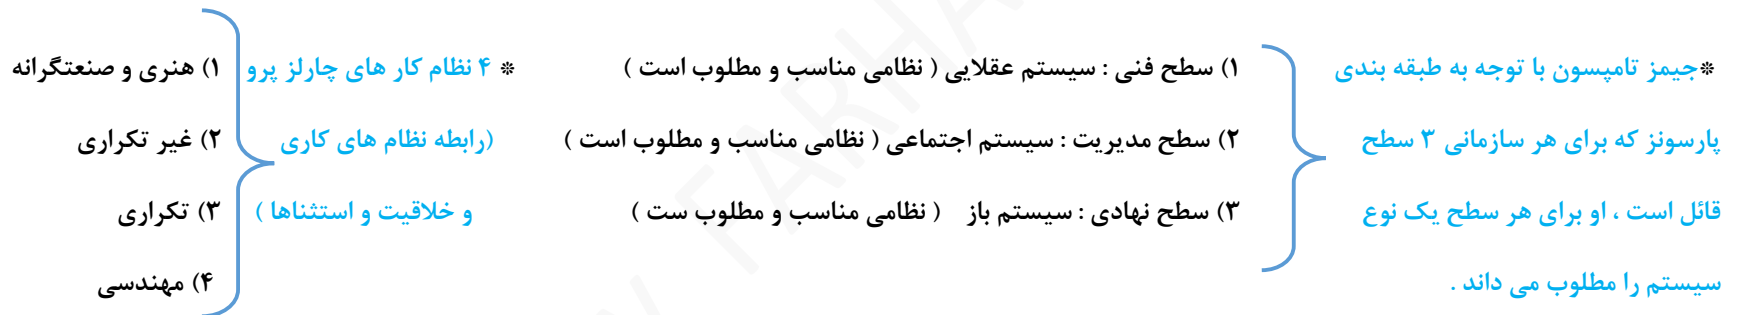 *جیمز تامپسون با توجه به طبقه بندی
پارسونز که برای هر سازمانی ۳ سطح
قائل است ، او برای هر سطح یک نوع
سیستم را مطلوب می داند .
۱) سطح فنی : سیستم عقلایی ( نظامی مناسب و مطلوب است )
۲) سطح مدیریت : سیستم اجتماعی ( نظامی مناسب و مطلوب است )
۳) سطح نهادی : سیستم باز ( نظامی مناسب و مطلوب ست )
* ۴ نظام کار های چارلز پرو
(رابطه نظام های کاری
و خلاقیت و استثناها )
۱) هنری و صنعتگرانه
۲) غیر تکراری
۳) تکراری
۴) مهندسی